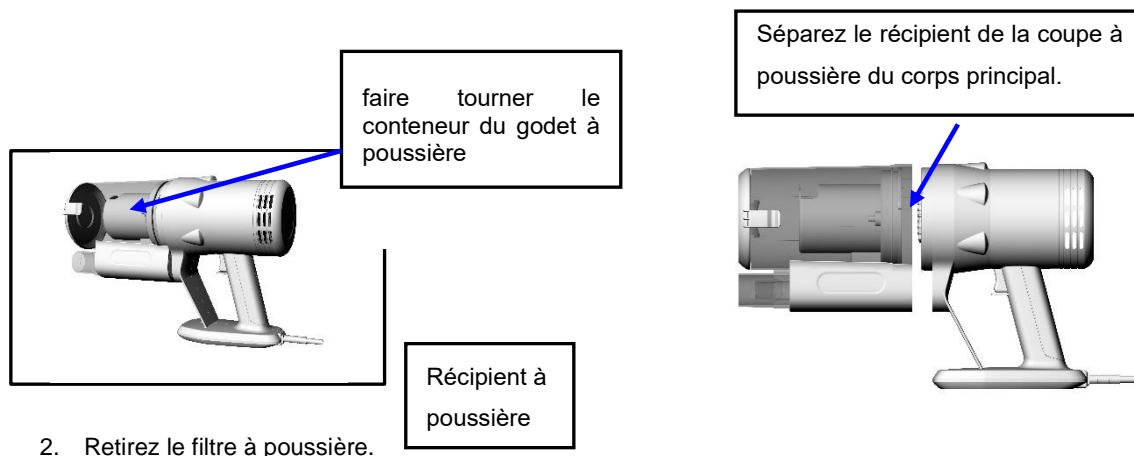 faire tourner le
conteneur du godet à
poussière
Séparez le récipient de la coupe à
poussière du corps principal.
Récipient à
poussière
2. Retirez le filtre à poussière.